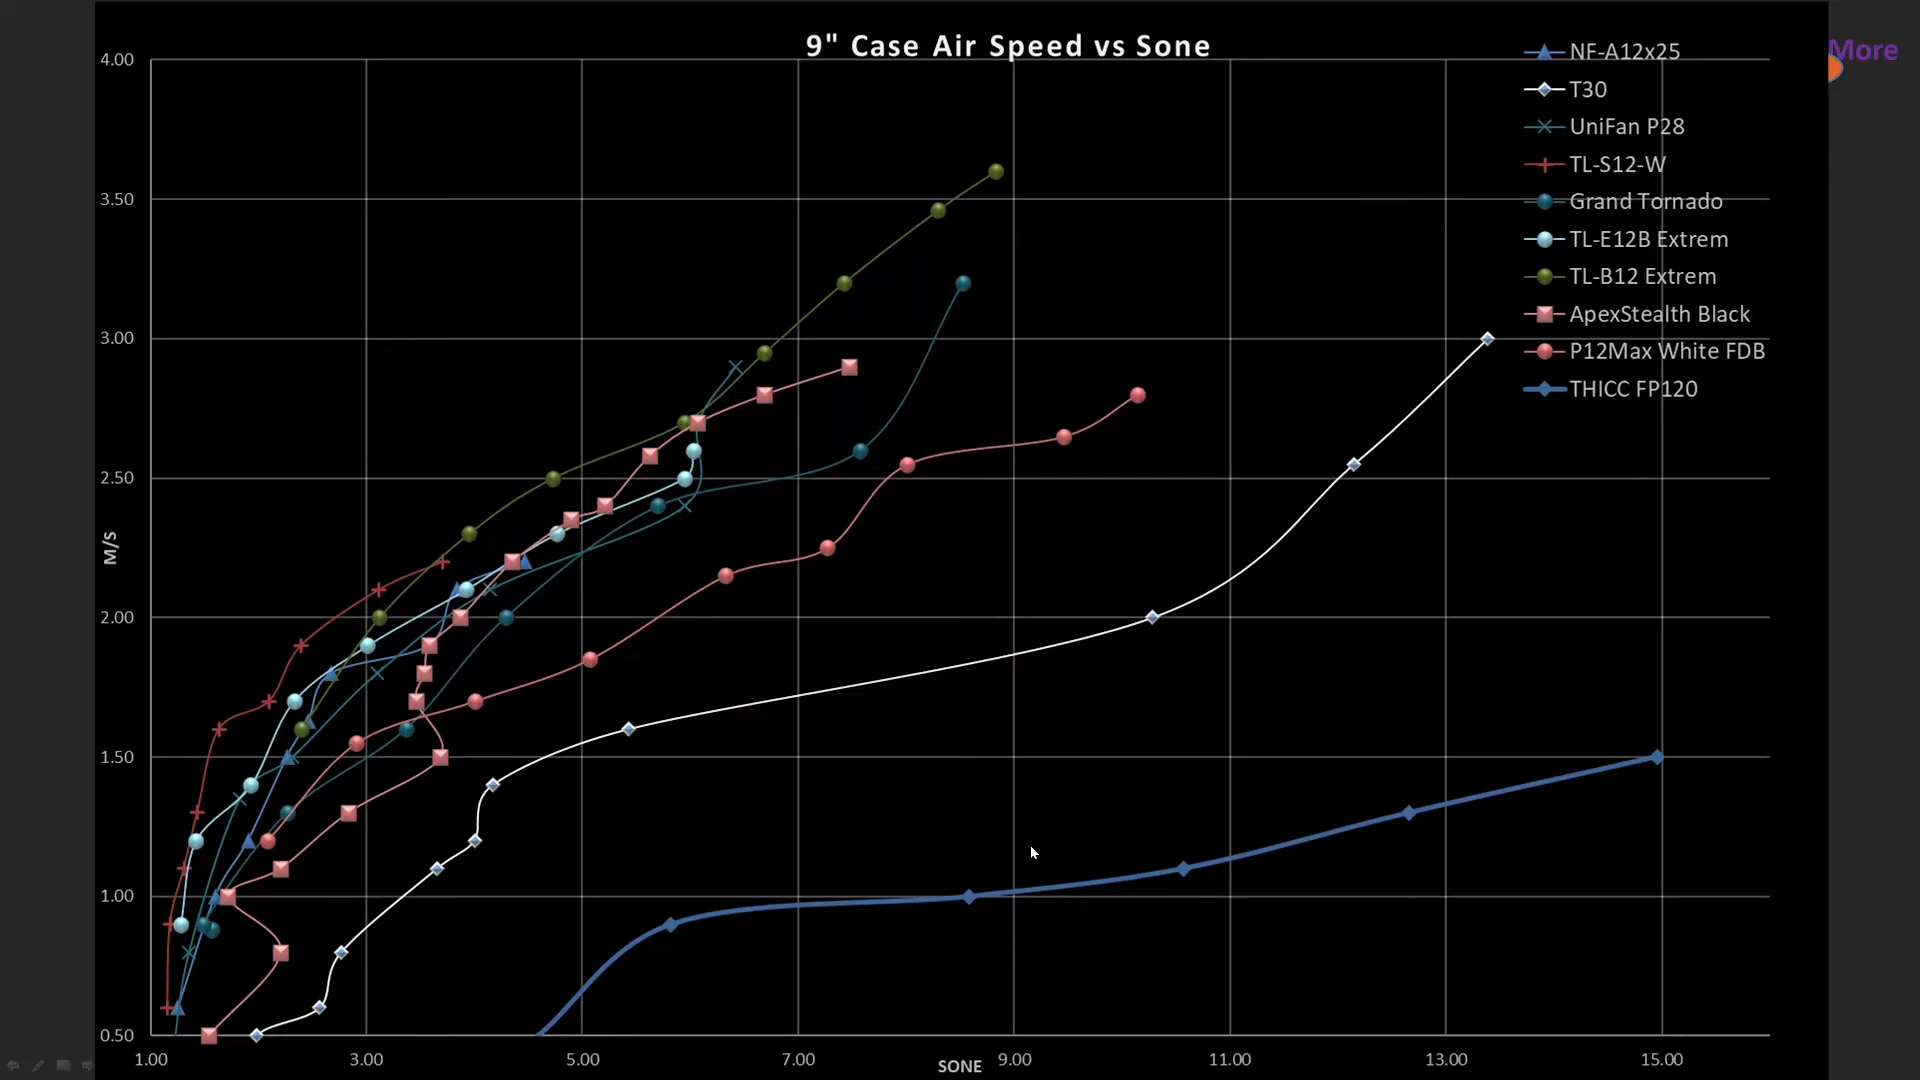 9" Case Air Speed vs Sone
More
NF-A12x25
T30
UniFan P28
TL-S12-W
Grand Tornado
TL-E12B Extrem
TL-B12 Extrem
ApexStealth Black
P12Max White FDB
THICC FP120
4.00
3.50
3.00
2.50
2.00
1.50
1.00
0.50
M/s
1.00 3.00 5.00 7.00 9.00 11.00 13.00 15.00
SONE